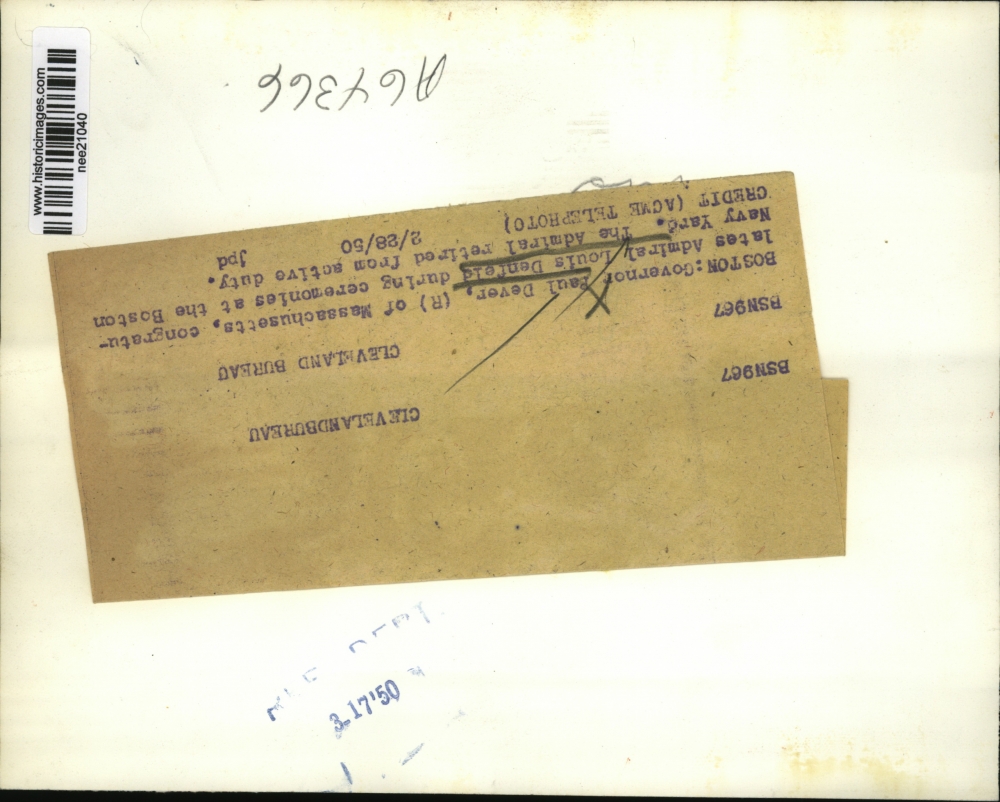 A64366
www.historicimages.com
nee21040
BSN967 CLEVELANDBUREAU
BSN967 CLEVELAND BUREAU
BOSTON:Governor Paul Dever, (R) of Massachusetts, congratu-
lates Admiral Louis Denfeld during ceremonies at the Boston
Navy Yard. The Admiral retired from active duty.
CREDIT (ACME TELEPHOTO) 2/28/50 jpd
3-17'50